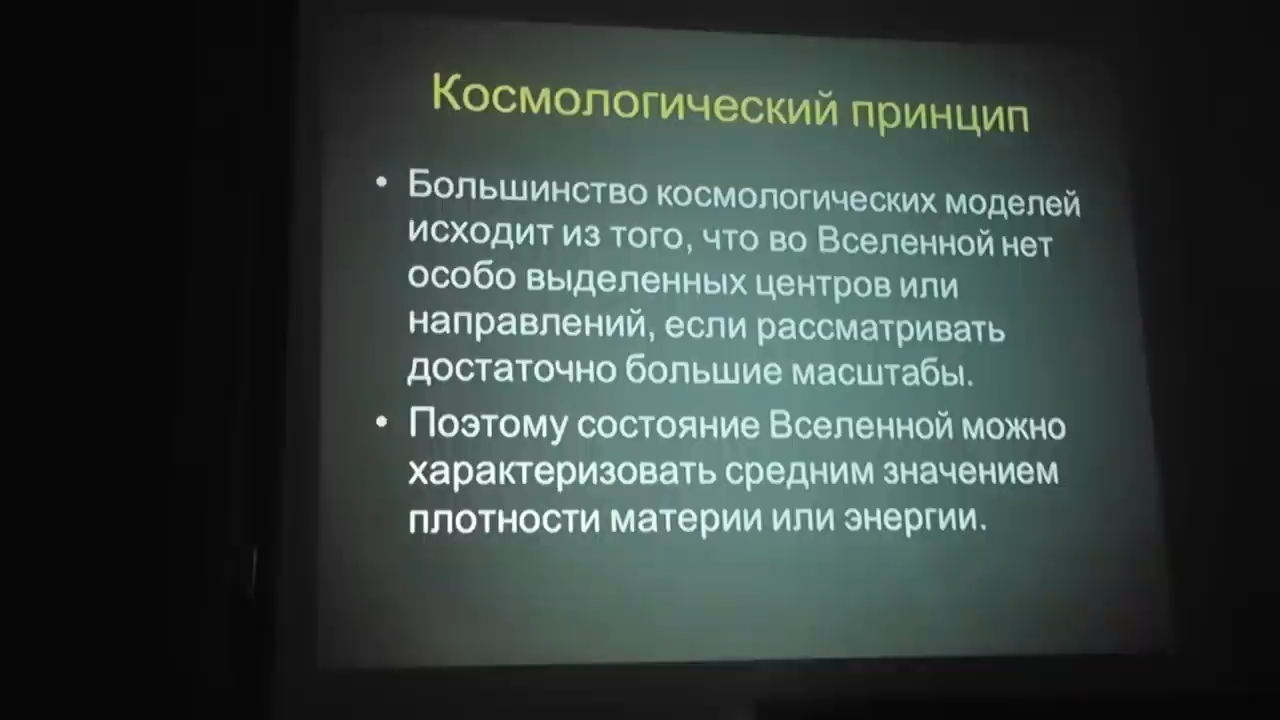 Космологический принцип
• Большинство космологических моделей
исходит из того, что во Вселенной нет
особо выделенных центров или
направлений, если рассматривать
достаточно большие масштабы.
• Поэтому состояние Вселенной можно
характеризовать средним значением
плотности материи или энергии.